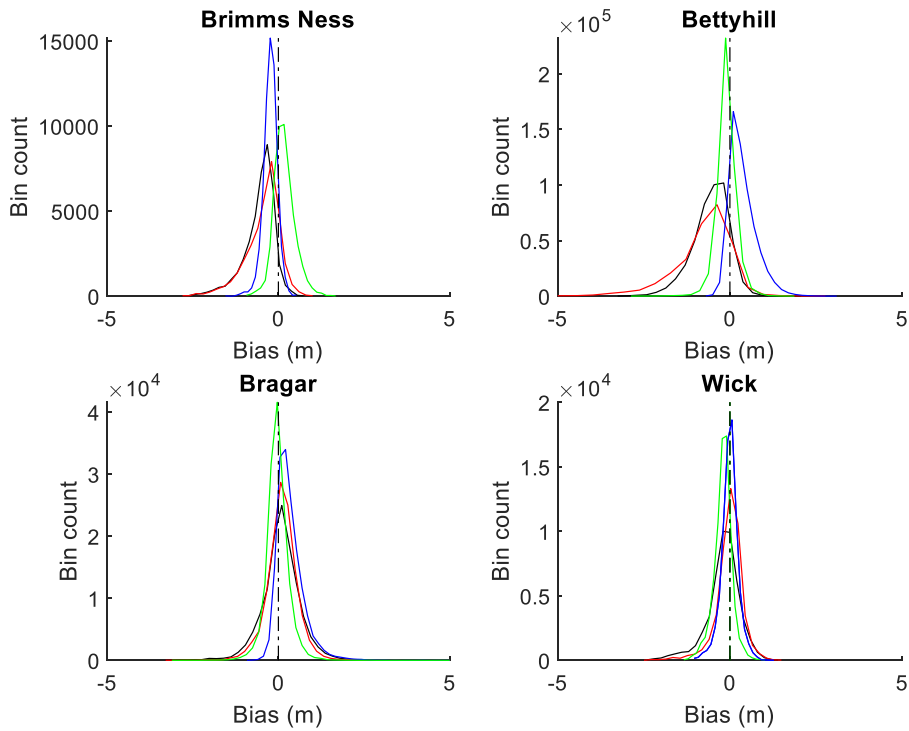 Brimms Ness
15000
10000
5000
0
-5
0
5
Bin count
Bias (m)
Bettyhill
×10^5
2
1.5
1
0.5
0
-5
0
5
Bin count
Bias (m)
Bragar
×10^4
4
3
2
1
0
-5
0
5
Bin count
Bias (m)
Wick
×10^4
2
1.5
1
0.5
0
-5
0
5
Bin count
Bias (m)